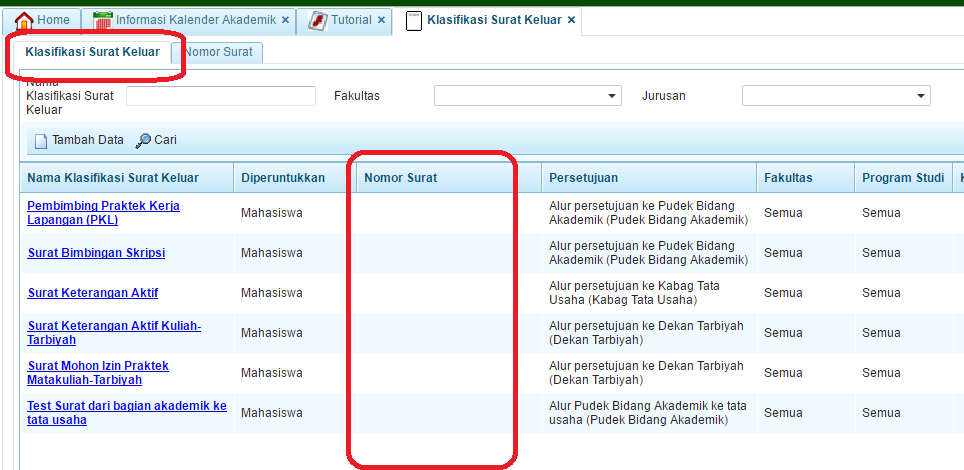 Home
Informasi Kalender Akademik ×
Tutorial ×
Klasifikasi Surat Keluar ×
Klasifikasi Surat Keluar
Nomor Surat
Nama
Klasifikasi Surat
Keluar
Fakultas
Jurusan
Tambah Data
Cari
Nama Klasifikasi Surat Keluar Diperuntukkan Nomor Surat Persetujuan Fakultas Program Studi
Pembimbing Praktek Kerja
Lapangan (PKL)
Mahasiswa
Alur persetujuan ke Pudek Bidang
Akademik (Pudek Bidang Akademik)
Semua
Semua
Surat Bimbingan Skripsi
Mahasiswa
Alur persetujuan ke Pudek Bidang
Akademik (Pudek Bidang Akademik)
Semua
Semua
Surat Keterangan Aktif
Mahasiswa
Alur persetujuan ke Kabag Tata
Usaha (Kabag Tata Usaha)
Semua
Semua
Surat Keterangan Aktif Kuliah-
Tarbiyah
Mahasiswa
Alur persetujuan ke Dekan Tarbiyah
(Dekan Tarbiyah)
Semua
Semua
Surat Mohon Izin Praktek
Matakuliah-Tarbiyah
Mahasiswa
Alur persetujuan ke Dekan Tarbiyah
(Dekan Tarbiyah)
Semua
Semua
Test Surat dari bagian akademik ke
tata usaha
Mahasiswa
Alur Pudek Bidang Akademik ke tata
usaha (Pudek Bidang Akademik)
Semua
Semua